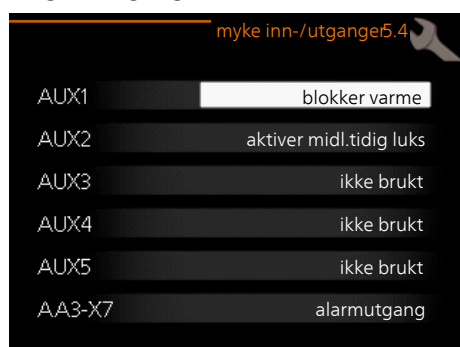 myke inn-/utganger5.4
AUX1 blokker varme
AUX2 aktiver midl.tidig luks
AUX3 ikke brukt
AUX4 ikke brukt
AUX5 ikke brukt
AA3-X7 alarmutgang